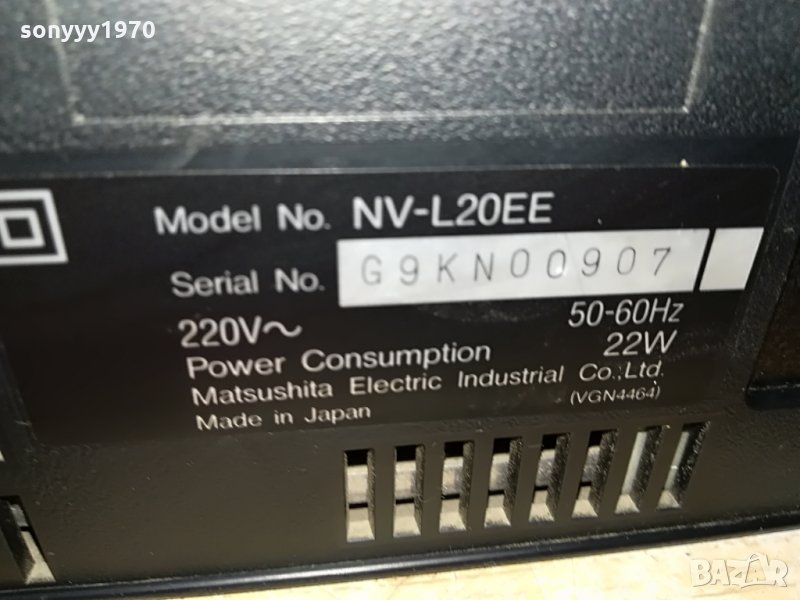 sonyyy1970
Model No. NV-L20EE
Serial No. G9KN00907
220V~ 50-60Hz
Power Consumption 22W
Matsushita Electric Industrial Co.,Ltd.
Made in Japan (VGN4464)
BAZAR